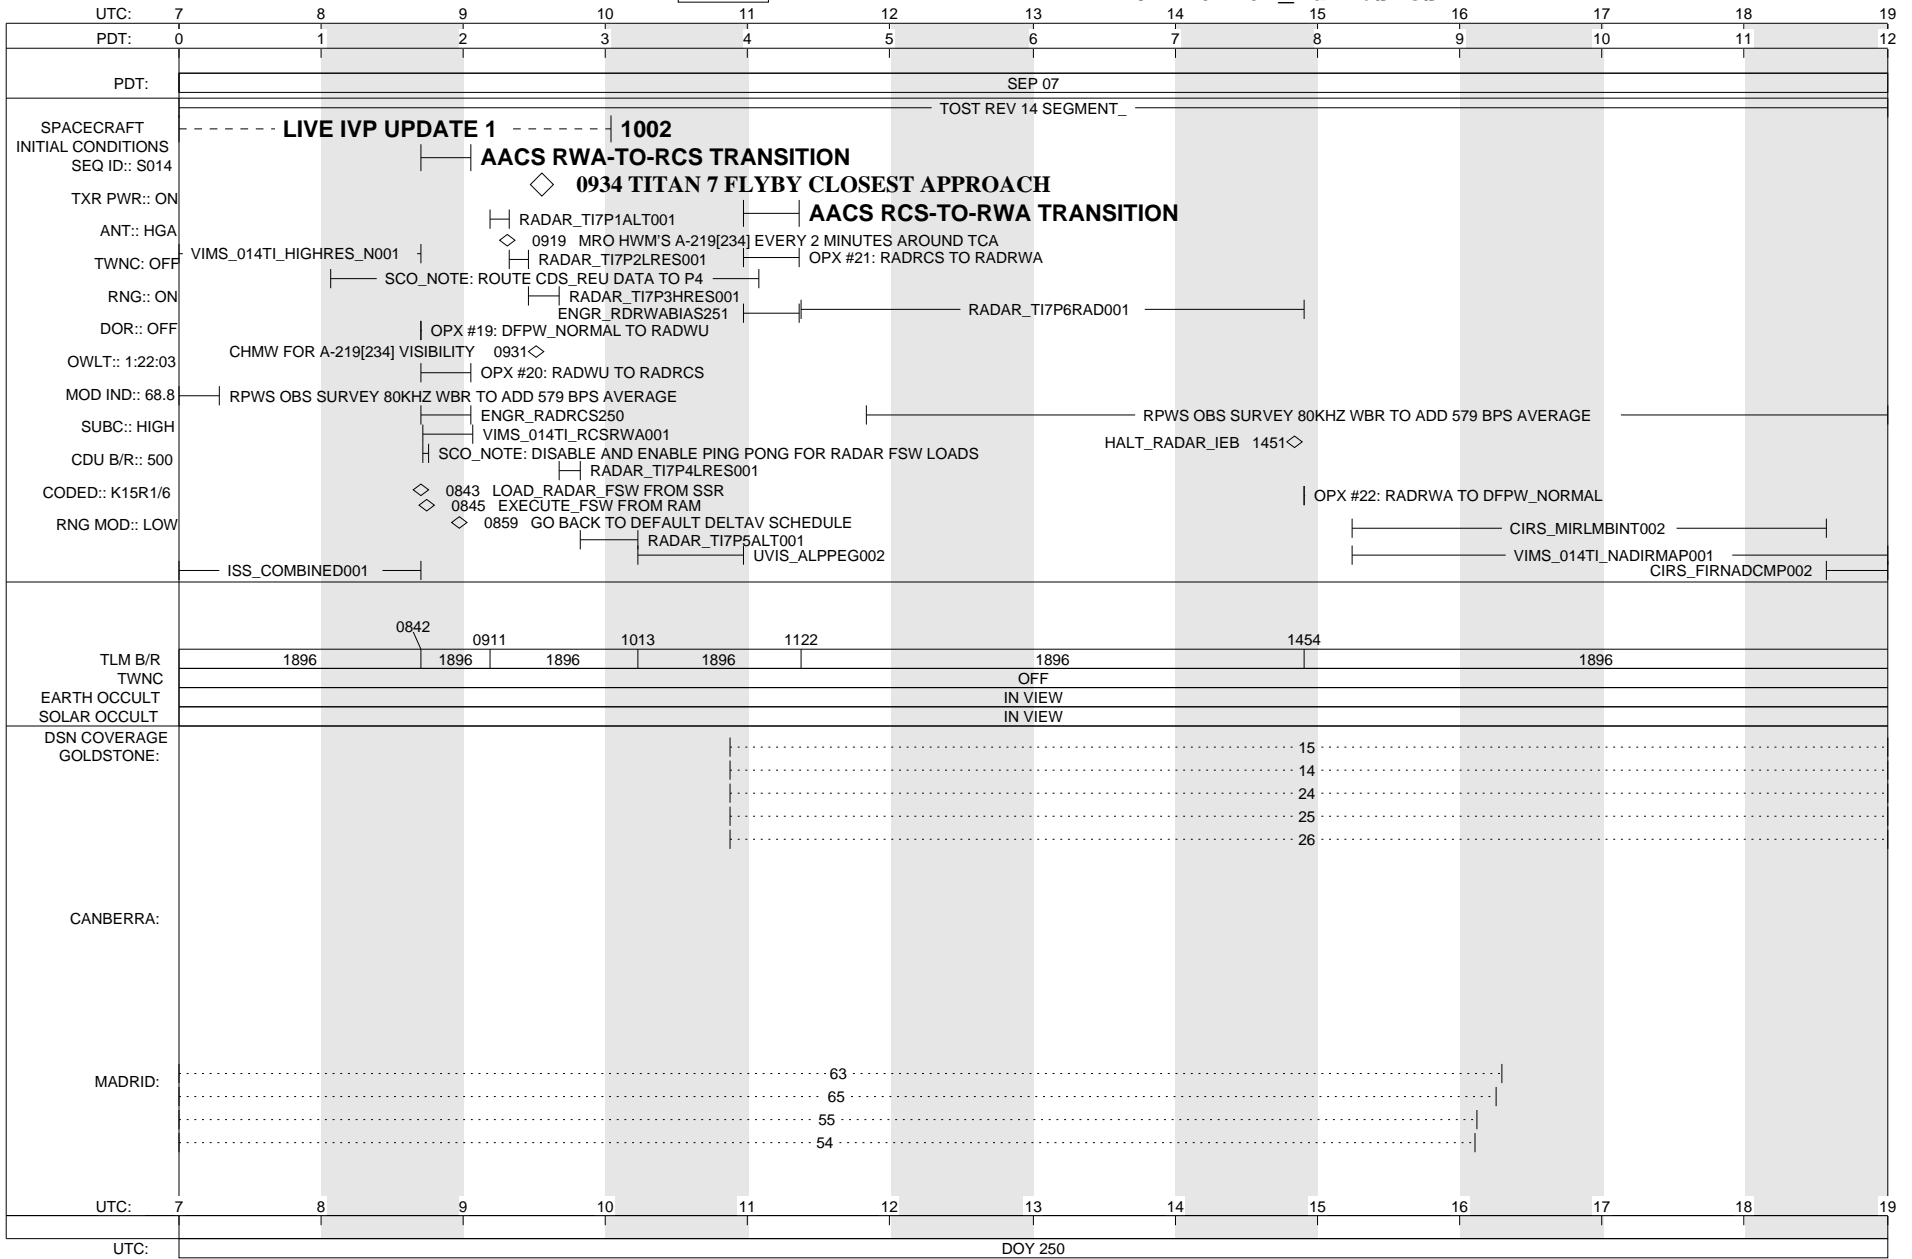 UTC: 7 8 9 10 11 12 13 14 15 16 17 18 19
PDT: 0 1 2 3 4 5 6 7 8 9 10 11 12
PDT: SEP 07
TOST REV 14 SEGMENT_
SPACECRAFT
INITIAL CONDITIONS
SEQ ID:: S014
TXR PWR:: ON
ANT:: HGA
TWNC: OFF
RNG:: ON
DOR:: OFF
OWLT:: 1:22:03
MOD IND:: 68.8
SUBC:: HIGH
CDU B/R:: 500
CODED:: K15R1/6
RNG MOD:: LOW
LIVE IVP UPDATE 1 1002
AACS RWA-TO-RCS TRANSITION
0934 TITAN 7 FLYBY CLOSEST APPROACH
AACS RCS-TO-RWA TRANSITION
RADAR_TI7P1ALT001
0919 MRO HWM'S A-219[234] EVERY 2 MINUTES AROUND TCA
VIMS_014TI_HIGHRES_N001
RADAR_TI7P2LRES001
OPX #21: RADRCS TO RADRWA
SCO_NOTE: ROUTE CDS_REU DATA TO P4
RADAR_TI7P3HRES001
ENGR_RDRWABIAS251
RADAR_TI7P6RAD001
OPX #19: DFPW_NORMAL TO RADWU
CHMW FOR A-219[234] VISIBILITY 0931
OPX #20: RADWU TO RADRCS
RPWS OBS SURVEY 80KHZ WBR TO ADD 579 BPS AVERAGE
ENGR_RADRCS250
RPWS OBS SURVEY 80KHZ WBR TO ADD 579 BPS AVERAGE
VIMS_014TI_RCSRWA001
HALT_RADAR_IEB 1451
SCO_NOTE: DISABLE AND ENABLE PING PONG FOR RADAR FSW LOADS
RADAR_TI7P4LRES001
0843 LOAD_RADAR_FSW FROM SSR
OPX #22: RADRWA TO DFPW_NORMAL
0845 EXECUTE_FSW FROM RAM
0859 GO BACK TO DEFAULT DELTAV SCHEDULE
CIRS_MIRLMBINT002
RADAR_TI7P5ALT001
UVIS_ALPPEG002
VIMS_014TI_NADIRMAP001
ISS_COMBINED001
CIRS_FIRNADCMP002
0842 0911 1013 1122 1454
TLM B/R 1896 1896 1896 1896 1896 1896
TWNC OFF
EARTH OCCULT IN VIEW
SOLAR OCCULT IN VIEW
DSN COVERAGE
GOLDSTONE:
15
14
24
25
26
CANBERRA:
MADRID:
63
65
55
54
UTC: 7 8 9 10 11 12 13 14 15 16 17 18 19
UTC: DOY 250